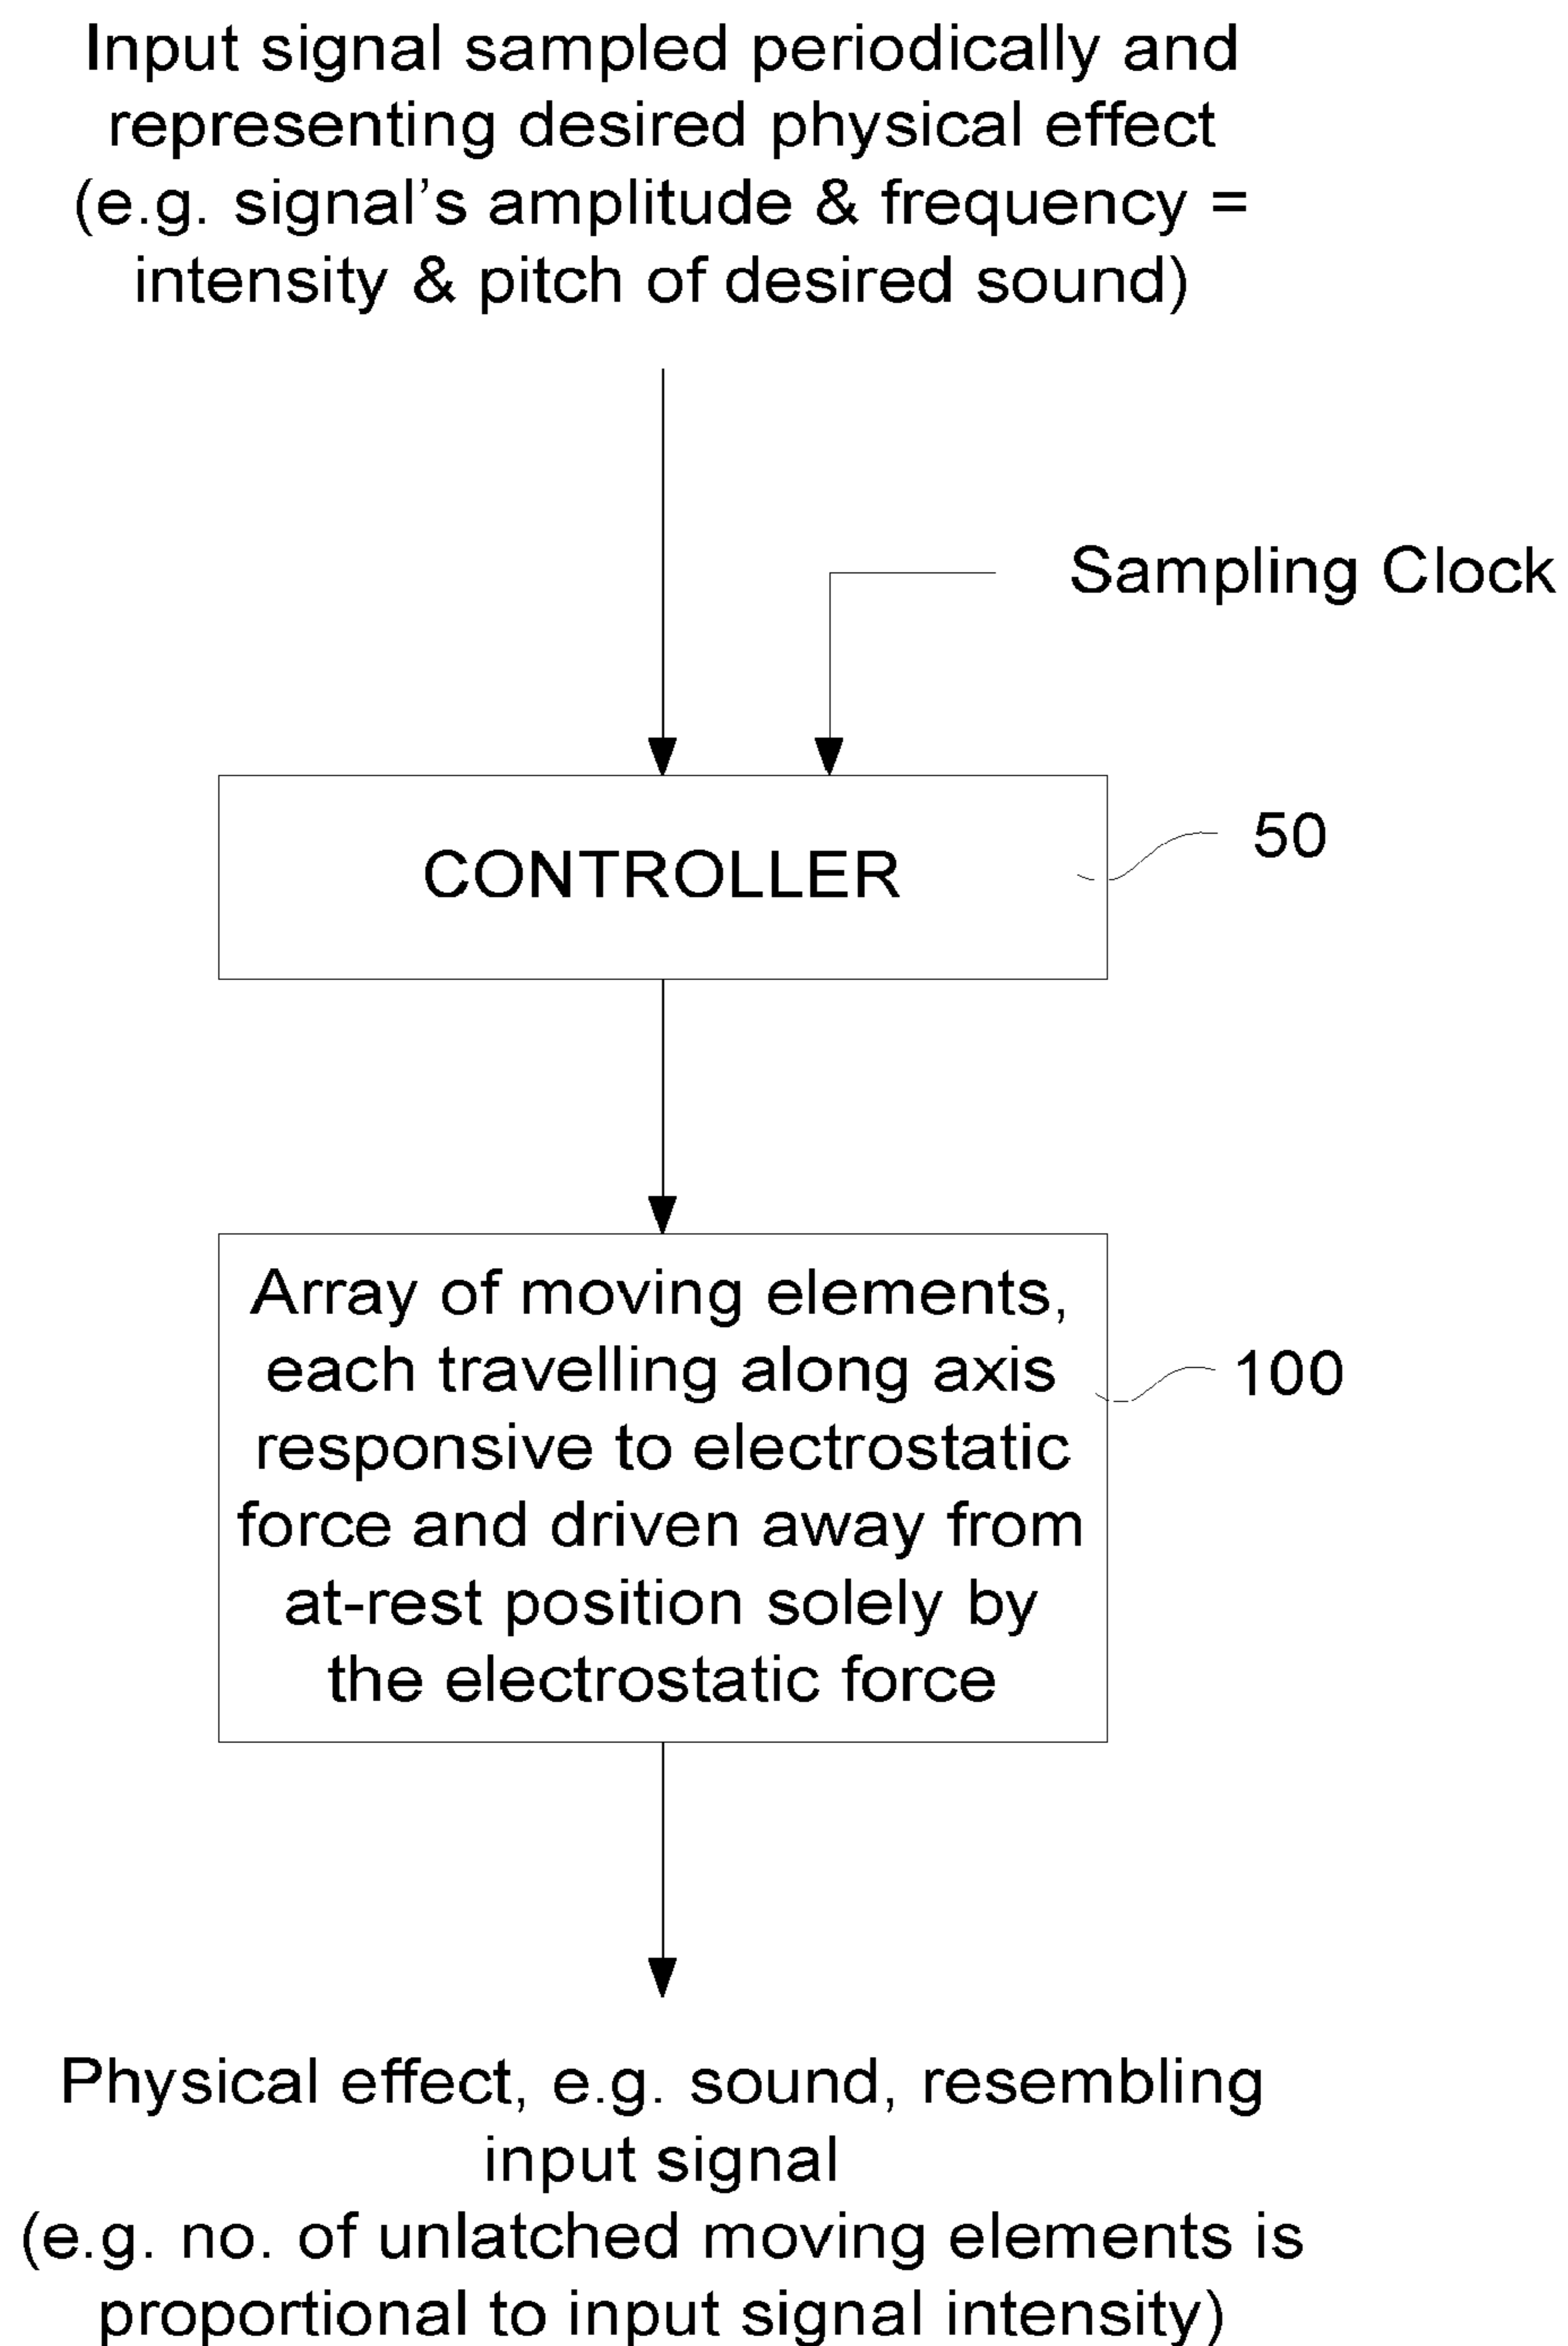 Input signal sampled periodically and
representing desired physical effect
(e.g. signal’s amplitude & frequency =
intensity & pitch of desired sound)
Sampling Clock
CONTROLLER
50
Array of moving elements,
each travelling along axis
responsive to electrostatic
force and driven away from
at-rest position solely by
the electrostatic force
100
Physical effect, e.g. sound, resembling
input signal
(e.g. no. of unlatched moving elements is
proportional to input signal intensity)